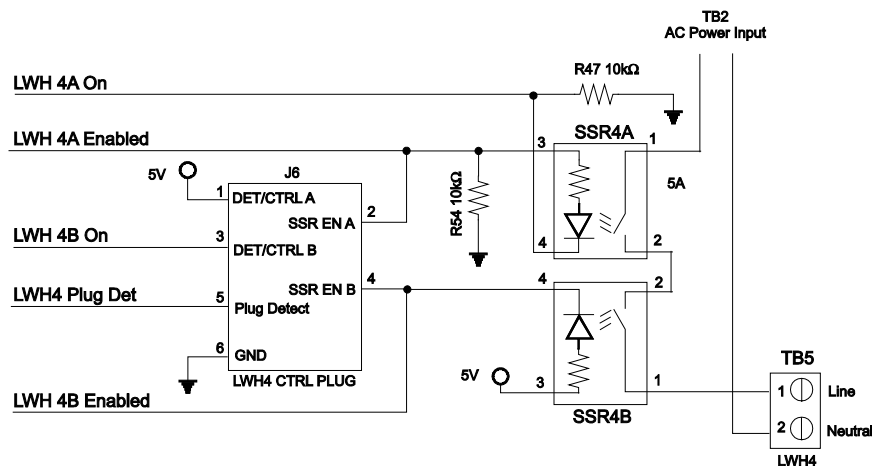 TB2
AC Power Input
R47 10kΩ
LWH 4A On
LWH 4A Enabled
3
SSR4A
1
5V
J6
1
DET/CTRL A
R54 10kΩ
5A
SSR EN A
2
LWH 4B On
3
DET/CTRL B
4
2
SSR EN B
4
4
2
LWH4 Plug Det
5
Plug Detect
6
GND
LWH4 CTRL PLUG
5V
3
1
TB5
1
Line
LWH 4B Enabled
SSR4B
2
Neutral
LWH4